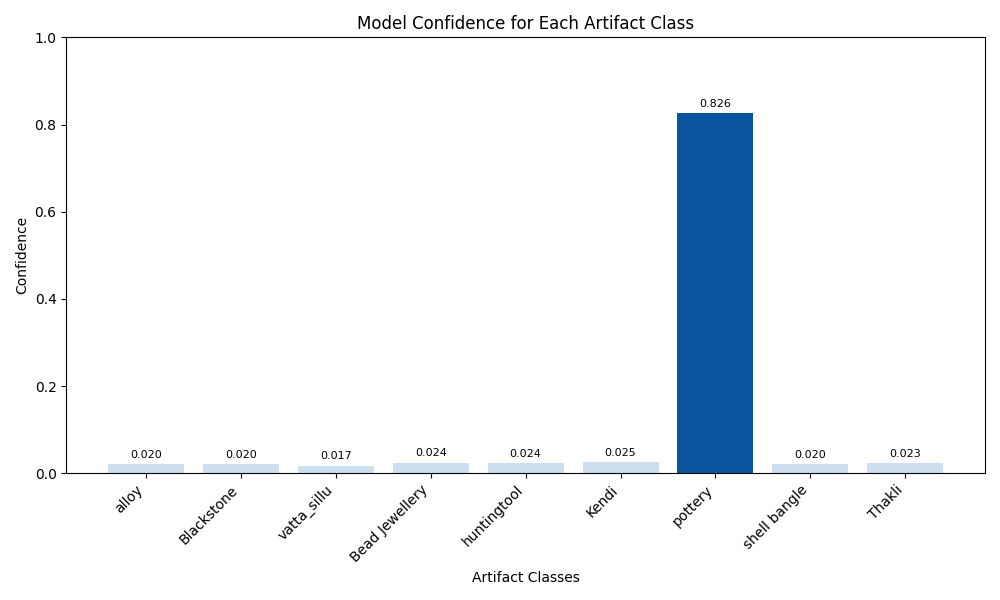 Model Confidence for Each Artifact Class
1.0
0.8
0.6
0.4
0.2
0.0
Confidence
0.020
0.020
0.017
0.024
0.024
0.025
0.826
0.020
0.023
alloy
Blackstone
vatta_sillu
Bead Jewellery
huntingtool
Kendi
pottery
shell bangle
Thakli
Artifact Classes